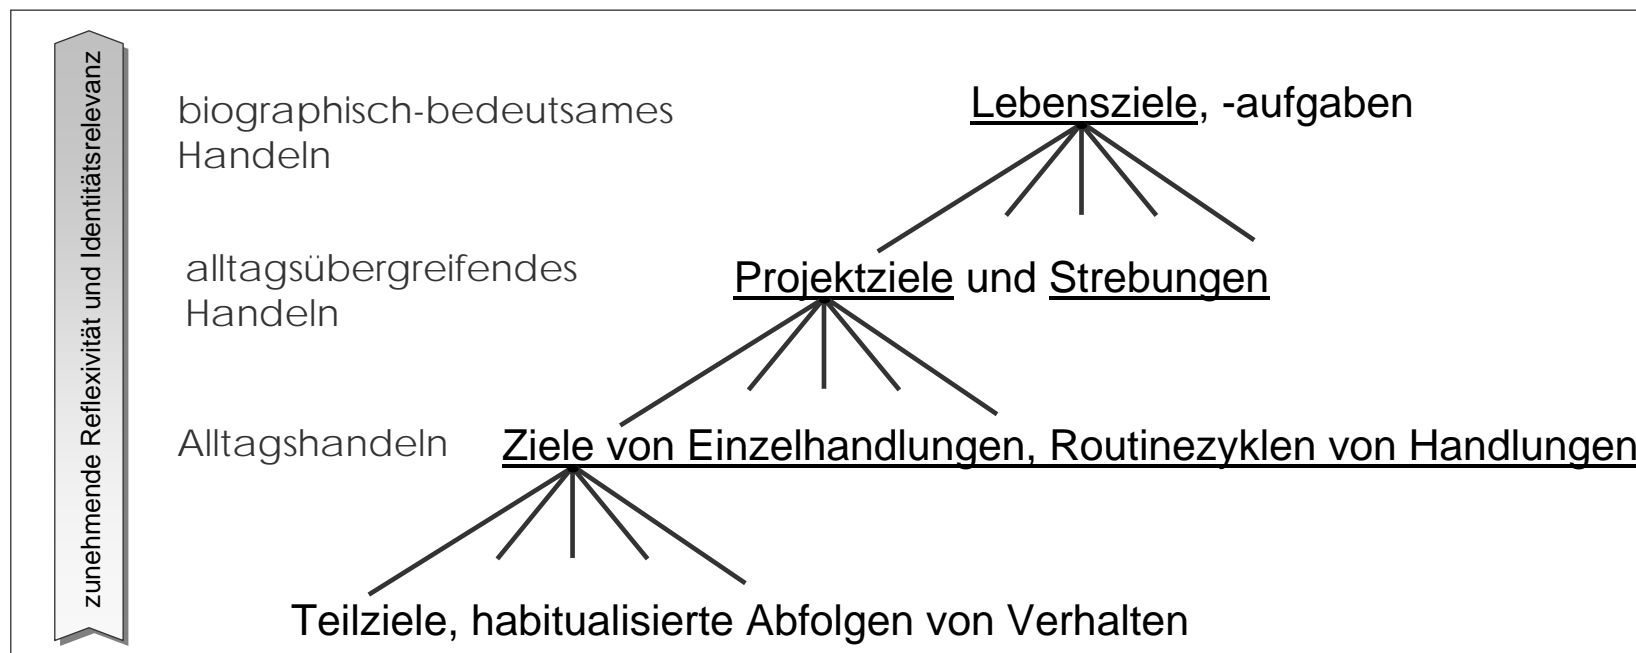 zunehmende Reflexivität und Identitätsrelevanz
biographisch-bedeutsames
Handeln
Lebensziele, -aufgaben
alltagsübergreifendes
Handeln
Projektziele und Strebungen
Alltagshandeln
Ziele von Einzelhandlungen, Routinezyklen von Handlungen
Teilziele, habitualisierte Abfolgen von Verhalten